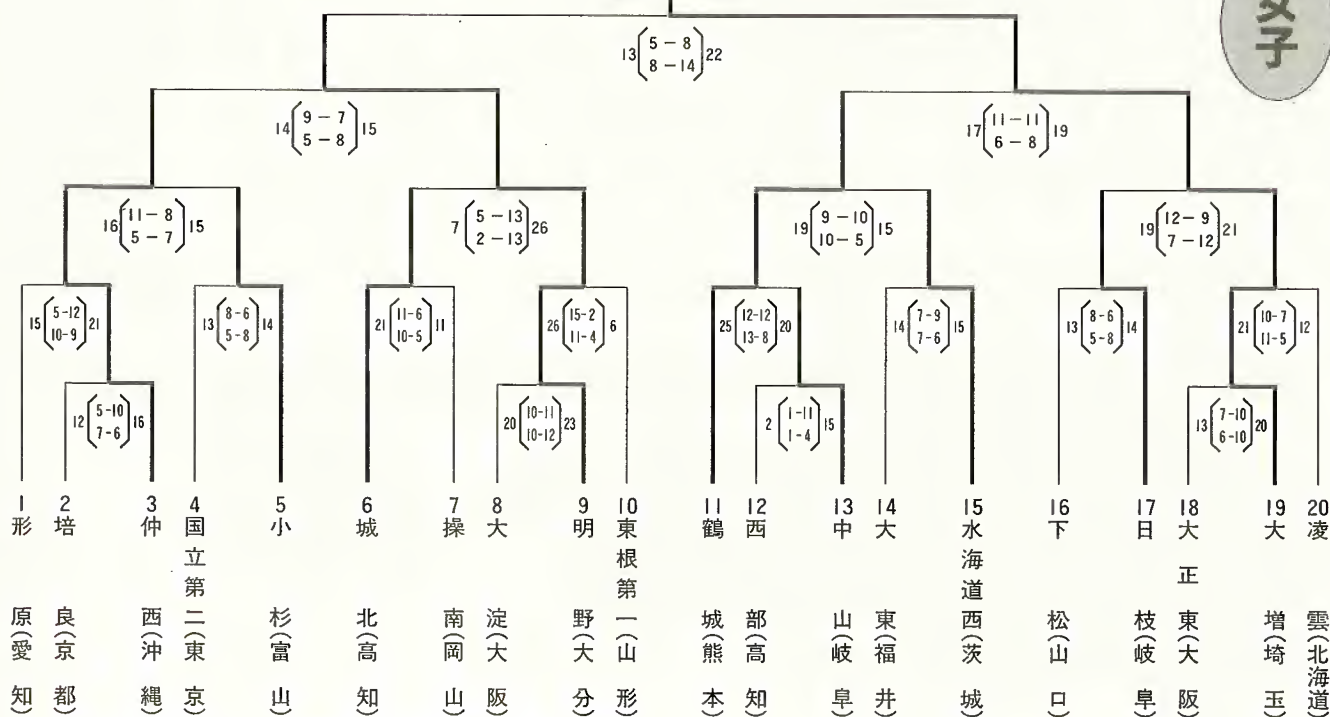 女子
13(5-8 8-14)22
14(9-7 5-8)15
17(11-11 6-8)19
16(11-8 5-7)15
7(5-13 2-13)26
19(9-10 10-5)15
19(12-9 7-12)21
15(5-12 10-9)21
13(8-6 5-8)14
21(11-6 10-5)11
26(15-2 11-4)6
25(12-12 13-8)20
14(7-9 7-6)15
13(8-6 5-8)14
21(10-7 11-5)12
12(5-10 7-6)16
20(10-11 10-12)23
2(1-11 1-4)15
13(7-10 6-10)20
1 形原(愛知)
2 培良(京都)
3 仲西(沖縄)
4 国立第二(東京)
5 小杉(富山)
6 城北(高知)
7 操南(岡山)
8 大淀(大阪)
9 明野(大分)
10 東根第一(山形)
11 鶴城(熊本)
12 西部(高知)
13 中山(岐阜)
14 大東(福井)
15 水海道西(茨城)
16 下松(山口)
17 日枝(岐阜)
18 大正東(大阪)
19 大増(埼玉)
20 凌雲(北海道)